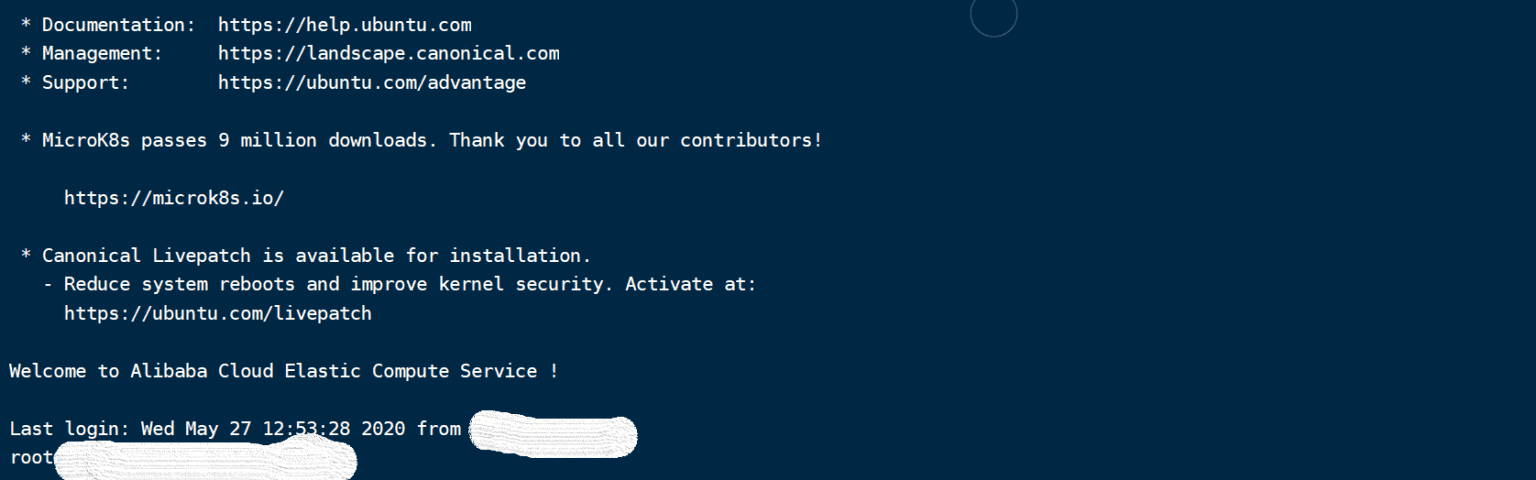 * Documentation:  https://help.ubuntu.com
* Management:     https://landscape.canonical.com
* Support:        https://ubuntu.com/advantage
* MicroK8s passes 9 million downloads. Thank you to all our contributors!
https://microk8s.io/
* Canonical Livepatch is available for installation.
- Reduce system reboots and improve kernel security. Activate at:
https://ubuntu.com/livepatch
Welcome to Alibaba Cloud Elastic Compute Service !
Last login: Wed May 27 12:53:28 2020 from
root